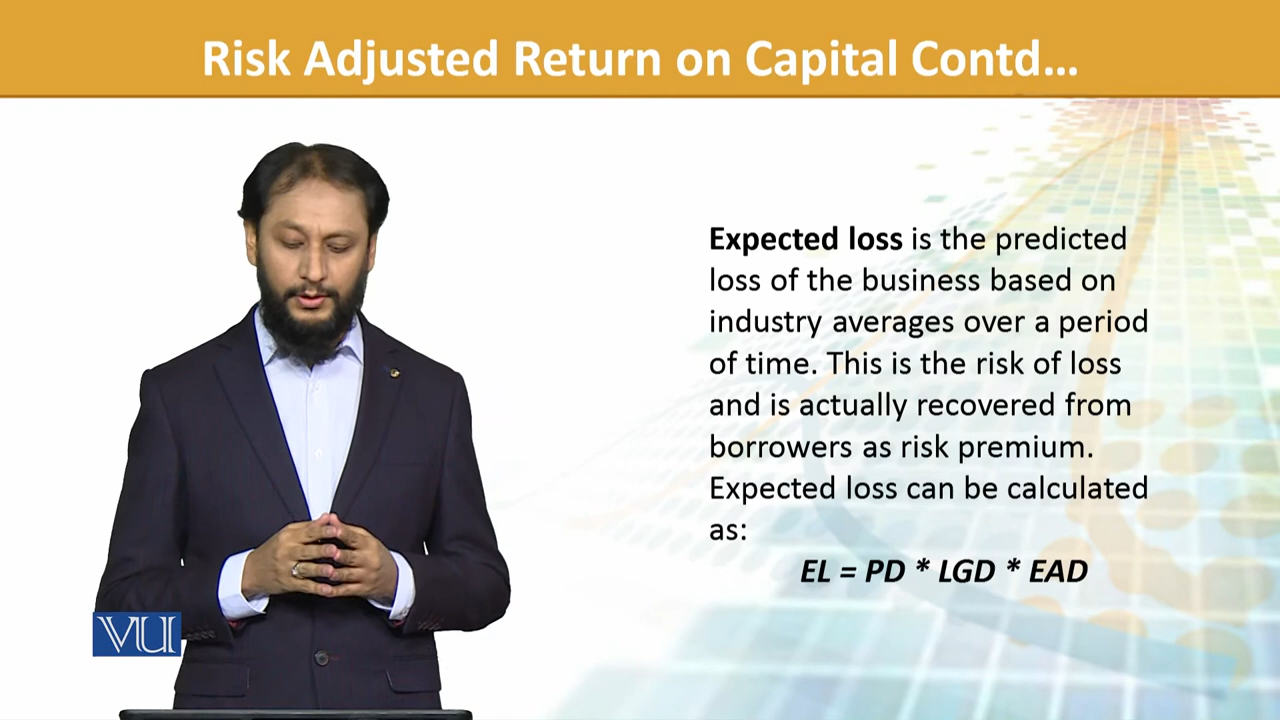 Risk Adjusted Return on Capital Contd...
Expected loss is the predicted
loss of the business based on
industry averages over a period
of time. This is the risk of loss
and is actually recovered from
borrowers as risk premium.
Expected loss can be calculated
as:
EL = PD * LGD * EAD
VU